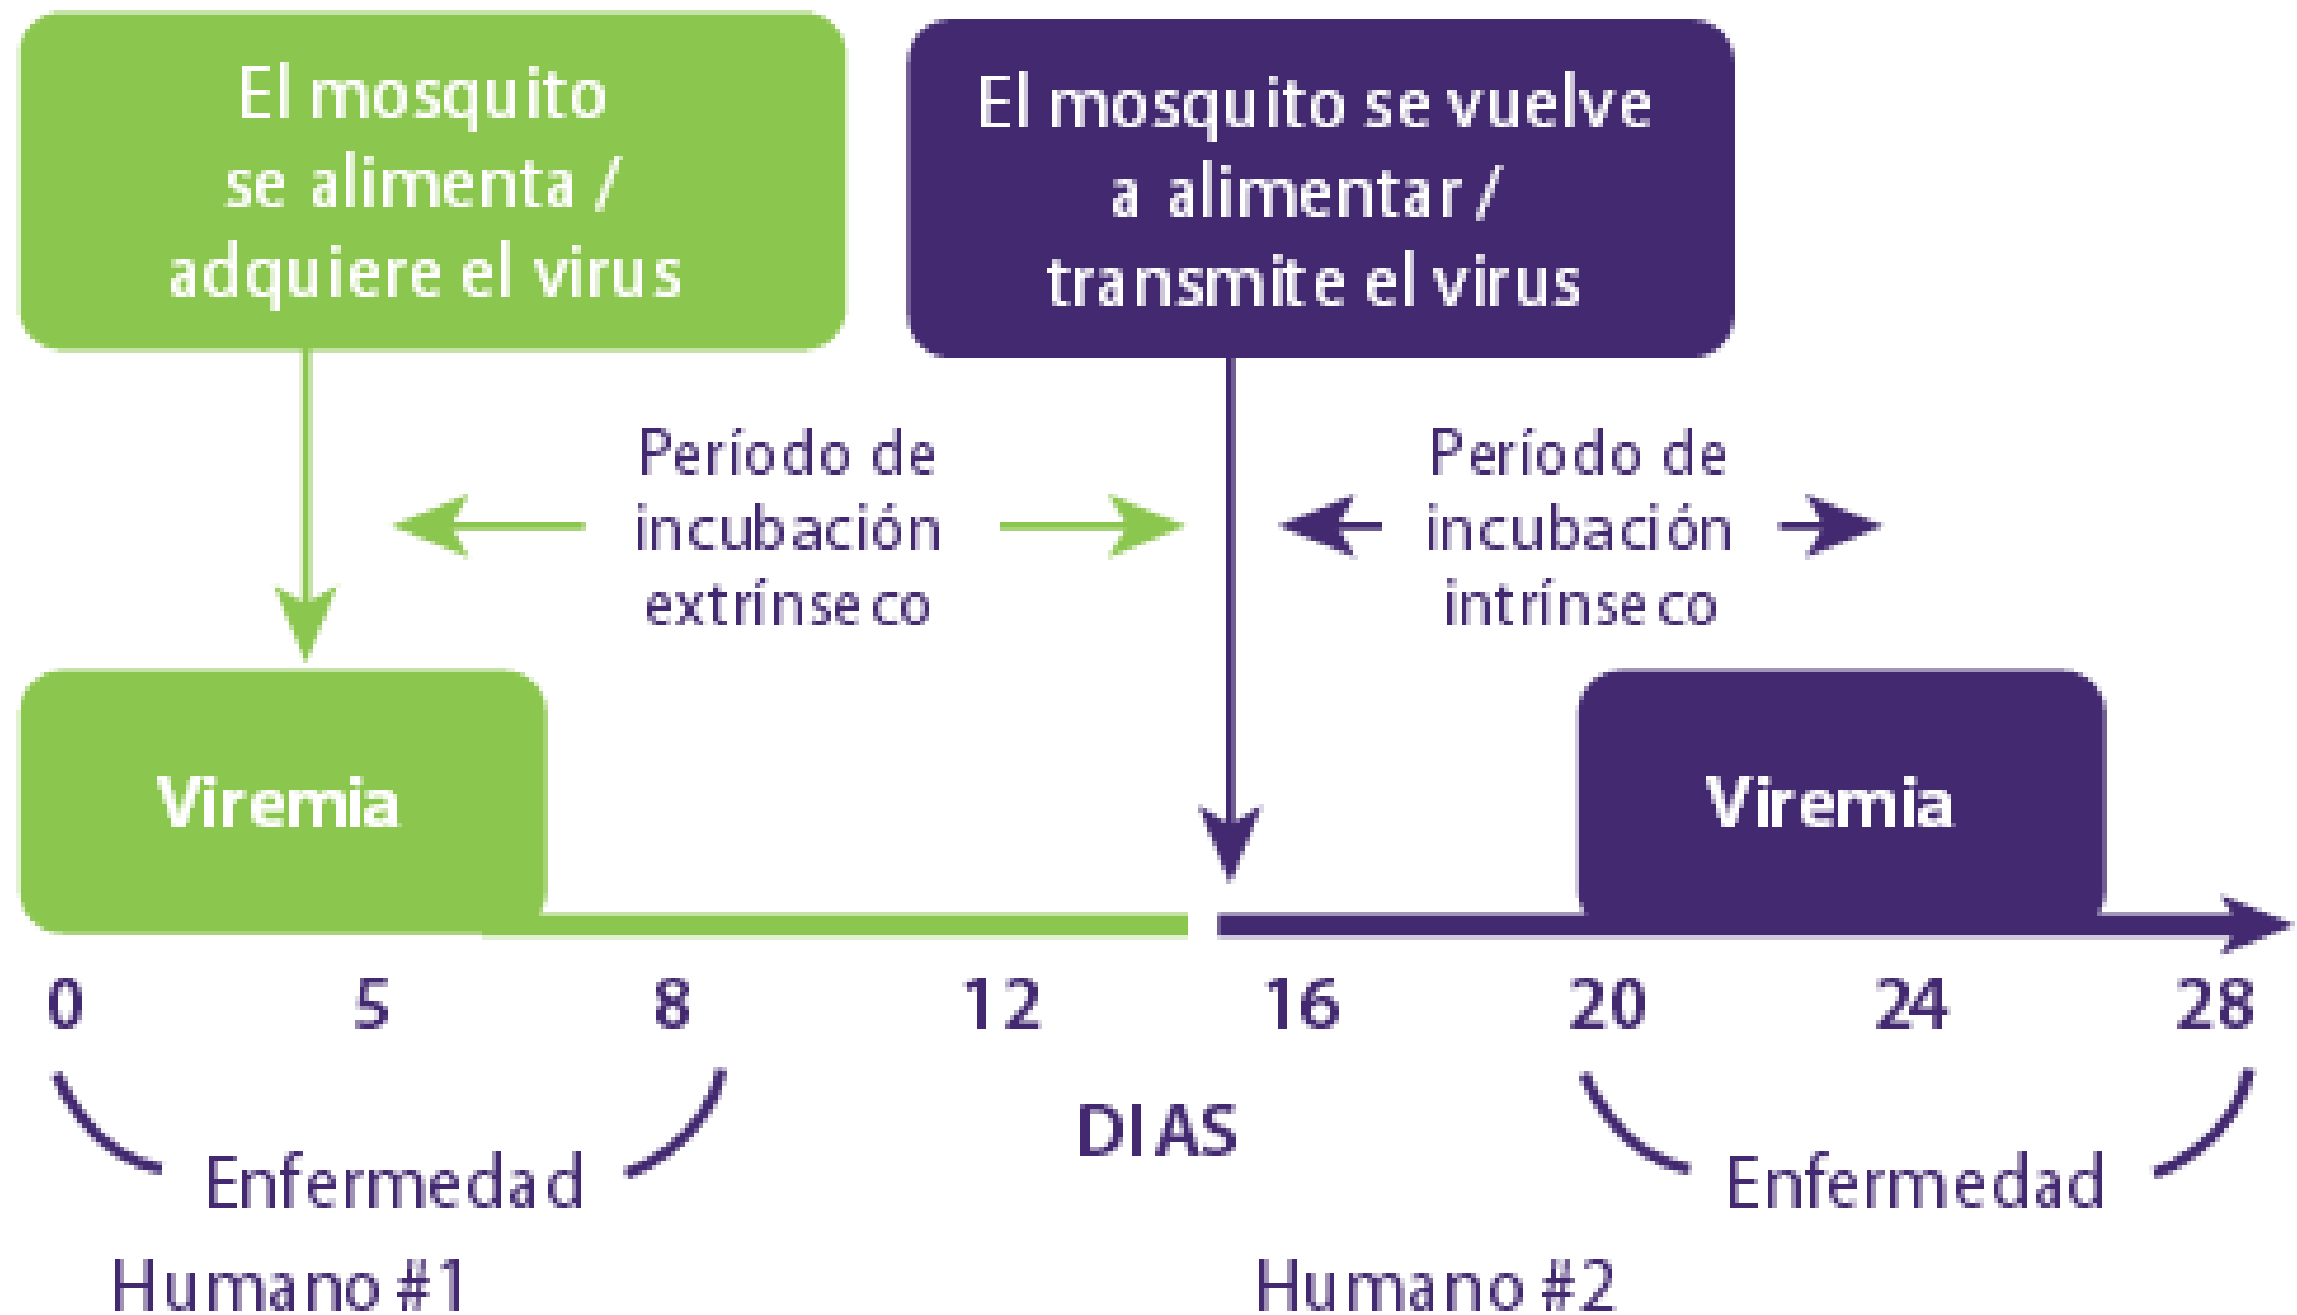 El mosquito
se alimenta /
adquiere el virus
El mosquito se vuelve
a alimentar /
transmite el virus
Período de
incubación
extrínseco
Período de
incubación
intrínseco
Viremia
Viremia
0 5 8 12 16 20 24 28
DIAS
Enfermedad
Enfermedad
Humano #1
Humano #2